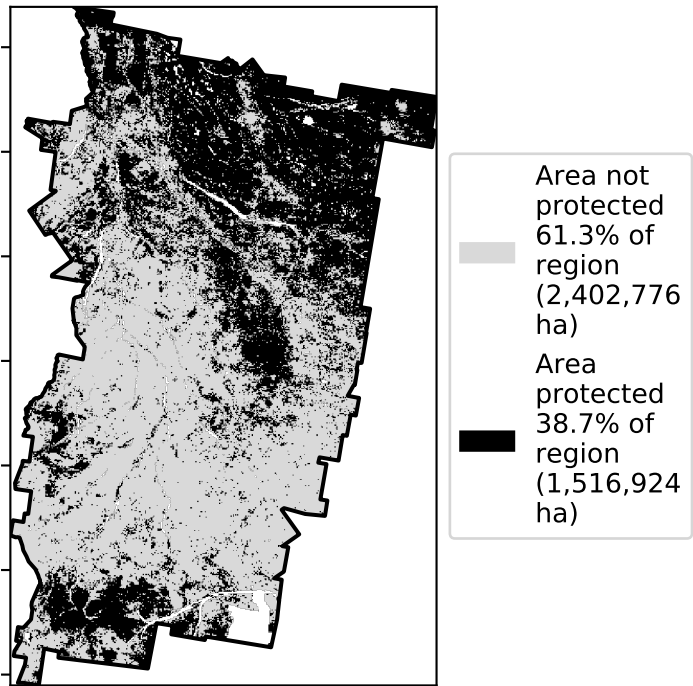 Area not
protected
61.3% of
region
(2,402,776
ha)
Area
protected
38.7% of
region
(1,516,924
ha)